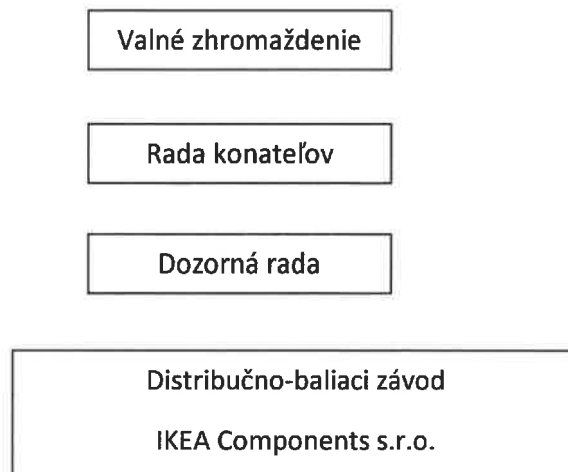 Valné zhromaždenie
Rada konateľov
Dozorná rada
Distribučno-baliaci závod
IKEA Components s.r.o.